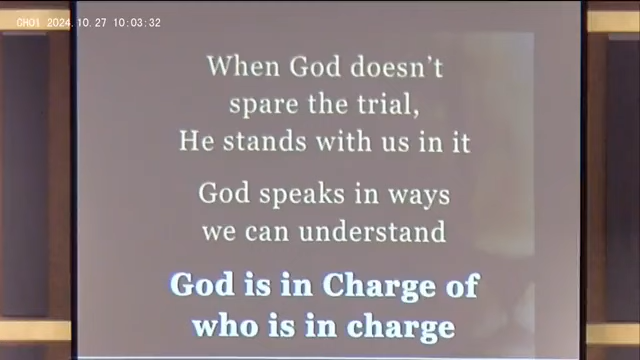 CH01 2024.10.27 10:03:32
When God doesn't
spare the trial,
He stands with us in it
God speaks in ways
we can understand
God is in Charge of
who is in charge